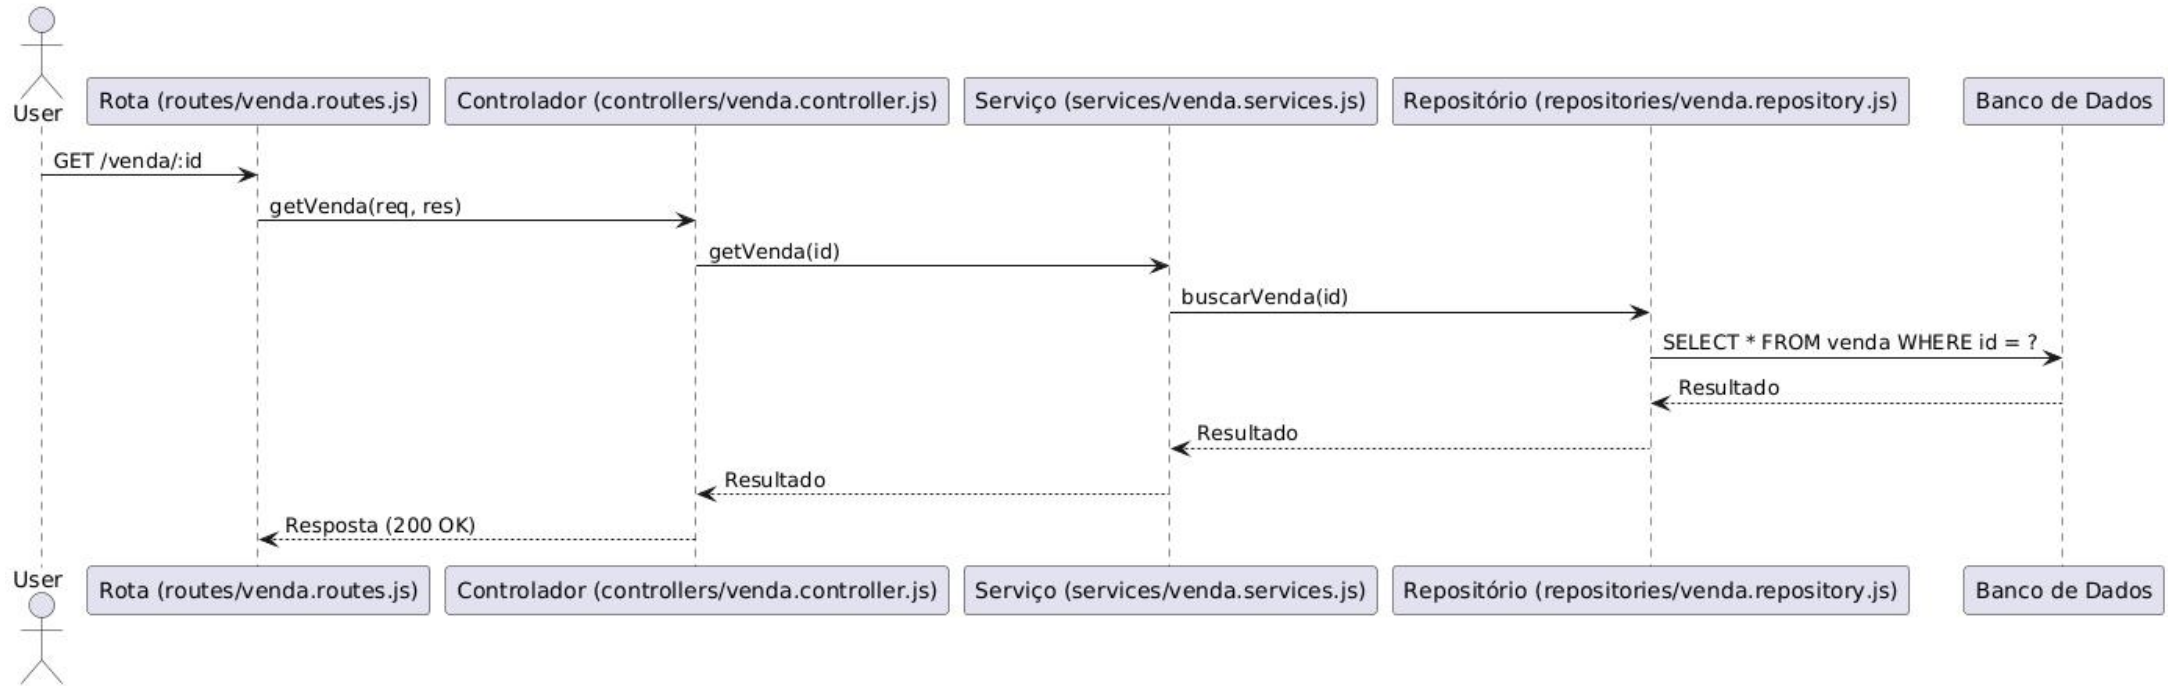 User
Rota (routes/venda.routes.js)
Controlador (controllers/venda.controller.js)
Serviço (services/venda.services.js)
Repositório (repositories/venda.repository.js)
Banco de Dados
GET /venda/:id
getVenda(req, res)
getVenda(id)
buscarVenda(id)
SELECT * FROM venda WHERE id = ?
Resultado
Resultado
Resultado
Resposta (200 OK)
User
Rota (routes/venda.routes.js)
Controlador (controllers/venda.controller.js)
Serviço (services/venda.services.js)
Repositório (repositories/venda.repository.js)
Banco de Dados